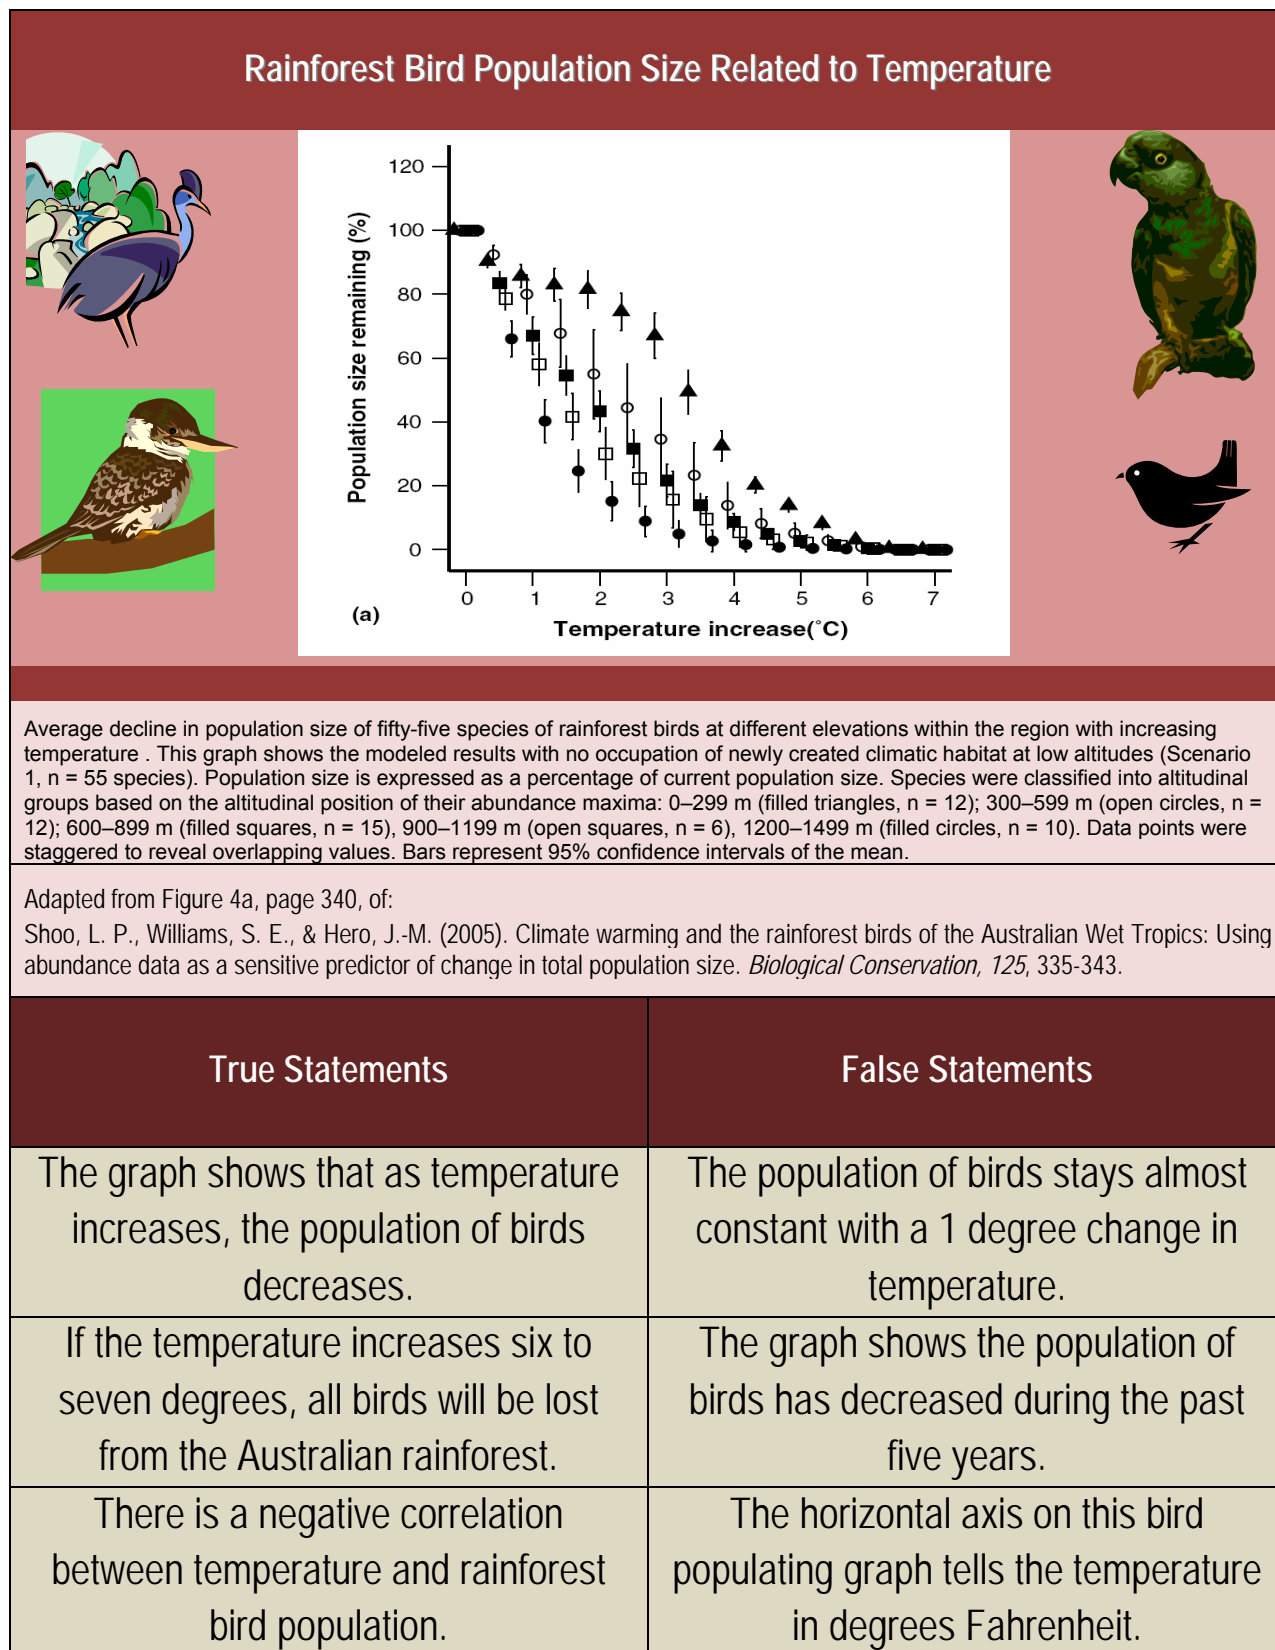 Rainforest Bird Population Size Related to Temperature
120
100
80
60
40
20
0
Population size remaining (%)
0 1 2 3 4 5 6 7
(a)
Temperature increase(˚C)
Average decline in population size of fifty-five species of rainforest birds at different elevations within the region with increasing
temperature . This graph shows the modeled results with no occupation of newly created climatic habitat at low altitudes (Scenario
1, n = 55 species). Population size is expressed as a percentage of current population size. Species were classified into altitudinal
groups based on the altitudinal position of their abundance maxima: 0–299 m (filled triangles, n = 12); 300–599 m (open circles, n =
12); 600–899 m (filled squares, n = 15), 900–1199 m (open squares, n = 6), 1200–1499 m (filled circles, n = 10). Data points were
staggered to reveal overlapping values. Bars represent 95% confidence intervals of the mean.
Adapted from Figure 4a, page 340, of:
Shoo, L. P., Williams, S. E., & Hero, J.-M. (2005). Climate warming and the rainforest birds of the Australian Wet Tropics: Using
abundance data as a sensitive predictor of change in total population size. Biological Conservation, 125, 335-343.
True Statements
False Statements
The graph shows that as temperature
increases, the population of birds
decreases.
The population of birds stays almost
constant with a 1 degree change in
temperature.
If the temperature increases six to
seven degrees, all birds will be lost
from the Australian rainforest.
The graph shows the population of
birds has decreased during the past
five years.
There is a negative correlation
between temperature and rainforest
bird population.
The horizontal axis on this bird
populating graph tells the temperature
in degrees Fahrenheit.